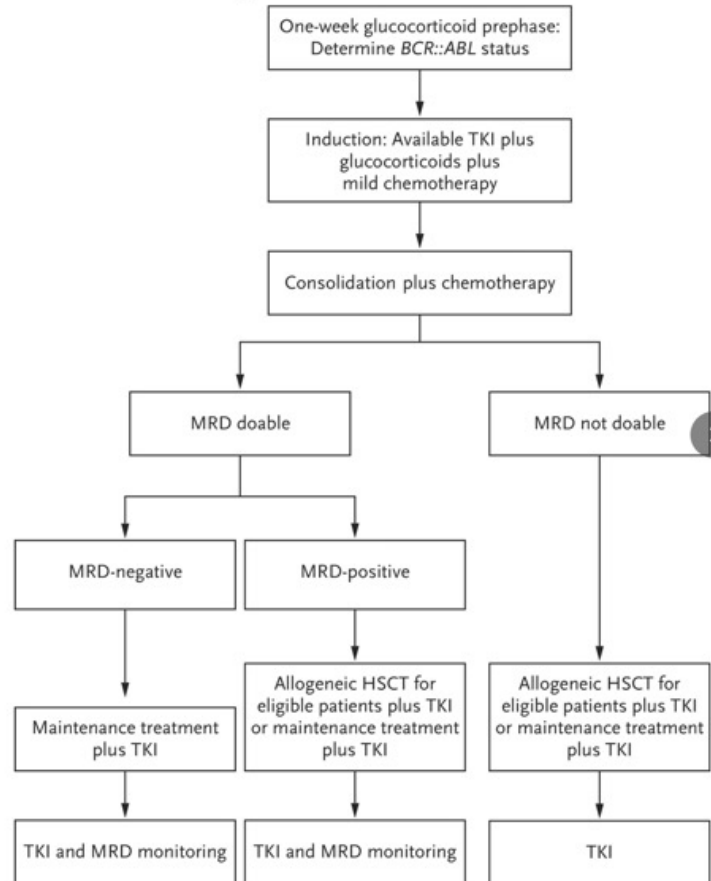 One-week glucocorticoid prephase:
Determine BCR::ABL status
Induction: Available TKI plus
glucocorticoids plus
mild chemotherapy
Consolidation plus chemotherapy
MRD doable
MRD not doable
MRD-negative
MRD-positive
Maintenance treatment
plus TKI
Allogeneic HSCT for
eligible patients plus TKI
or maintenance treatment
plus TKI
Allogeneic HSCT for
eligible patients plus TKI
or maintenance treatment
plus TKI
TKI and MRD monitoring
TKI and MRD monitoring
TKI